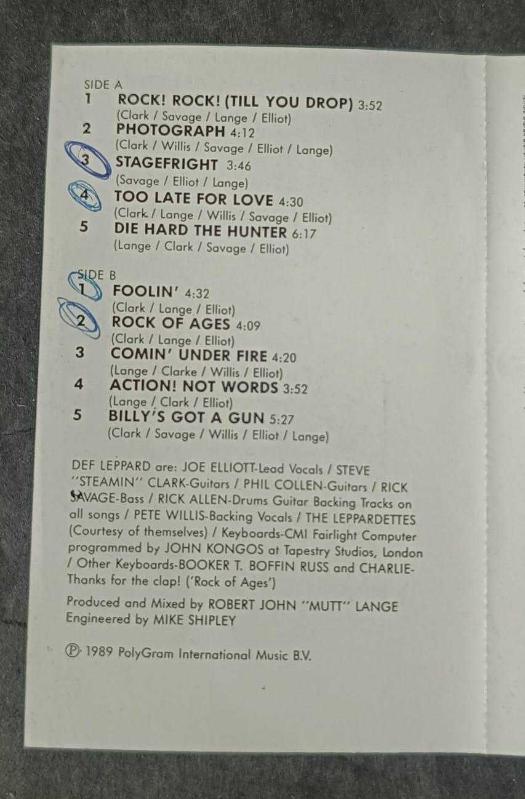 SIDE A
1 ROCK! ROCK! (TILL YOU DROP) 3:52
(Clark / Savage / Lange / Elliot)
2 PHOTOGRAPH 4:12
(Clark / Willis / Savage / Elliot / Lange)
3 STAGEFRIGHT 3:46
(Savage / Elliot / Lange)
4 TOO LATE FOR LOVE 4:30
(Clark / Lange / Willis / Savage / Elliot)
5 DIE HARD THE HUNTER 6:17
(Lange / Clark / Savage / Elliot)
SIDE B
1 FOOLIN' 4:32
(Clark / Lange / Elliot)
2 ROCK OF AGES 4:09
(Clark / Lange / Elliot)
3 COMIN' UNDER FIRE 4:20
(Lange / Clarke / Willis / Elliot)
4 ACTION! NOT WORDS 3:52
(Lange / Clark / Elliot)
5 BILLY'S GOT A GUN 5:27
(Clark / Savage / Willis / Elliot / Lange)
DEF LEPPARD are: JOE ELLIOTT-Lead Vocals / STEVE
"STEAMIN" CLARK-Guitars / PHIL COLLEN-Guitars / RICK
SAVAGE-Bass / RICK ALLEN-Drums Guitar Backing Tracks on
all songs / PETE WILLIS-Backing Vocals / THE LEPPARDETTES
(Courtesy of themselves) / Keyboards-CMI Fairlight Computer
programmed by JOHN KONGOS at Tapestry Studios, London
/ Other Keyboards-BOOKER T. BOFFIN RUSS and CHARLIE-
Thanks for the clap! ('Rock of Ages')
Produced and Mixed by ROBERT JOHN "MUTT" LANGE
Engineered by MIKE SHIPLEY
Ⓟ 1989 PolyGram International Music B.V.